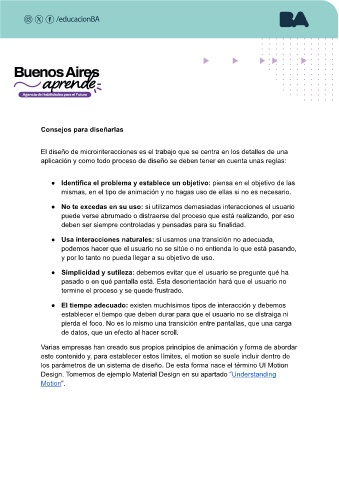 /educacionBA
BA
Buenos Aires
aprende
Agencia de Habilidades para el Futuro
Consejos para diseñarlas
El diseño de microinteracciones es el trabajo que se centra en los detalles de una
aplicación y como todo proceso de diseño se deben tener en cuenta unas reglas:
● Identifica el problema y establece un objetivo: piensa en el objetivo de las
mismas, en el tipo de animación y no hagas uso de ellas si no es necesario.
● No te excedas en su uso: si utilizamos demasiadas interacciones el usuario
puede verse abrumado o distraerse del proceso que está realizando, por eso
deben ser siempre controladas y pensadas para su finalidad.
● Usa interacciones naturales: si usamos una transición no adecuada,
podemos hacer que el usuario no se sitúe o no entienda lo que está pasando,
y por lo tanto no pueda llegar a su objetivo de uso.
● Simplicidad y sutileza: debemos evitar que el usuario se pregunte qué ha
pasado o en qué pantalla está. Esta desorientación hará que el usuario no
termine el proceso y se quede frustrado.
● El tiempo adecuado: existen muchísimos tipos de interacción y debemos
establecer el tiempo que deben durar para que el usuario no se distraiga ni
pierda el foco. No es lo mismo una transición entre pantallas, que una carga
de datos, que un efecto al hacer scroll.
Varias empresas han creado sus propios principios de animación y forma de abordar
este contenido y, para establecer estos límites, el motion se suele incluir dentro de
los parámetros de un sistema de diseño. De esta forma nace el término UI Motion
Design. Tomemos de ejemplo Material Design en su apartado "Understanding
Motion".